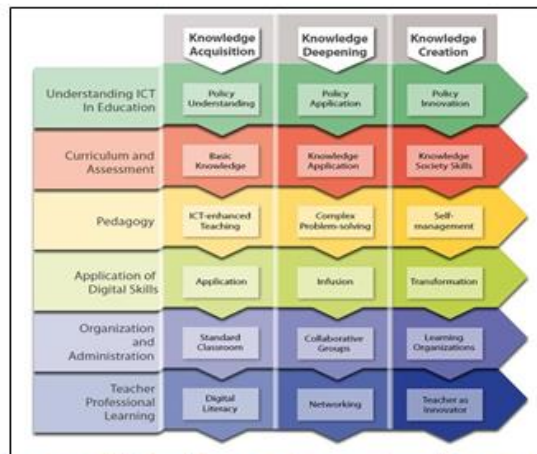 Knowledge
Acquisition
Knowledge
Deepening
Knowledge
Creation
Understanding ICT
In Education
Policy
Understanding
Policy
Application
Policy
Innovation
Curriculum and
Assessment
Basic
Knowledge
Knowledge
Application
Knowledge
Society Skills
Pedagogy
ICT-enhanced
Teaching
Complex
Problem-solving
Self-
management
Application of
Digital Skills
Application
Infusion
Transformation
Organization
and
Administration
Standard
Classroom
Collaborative
Groups
Learning
Organizations
Teacher
Professional
Learning
Digital
Literacy
Networking
Teacher as
Innovator